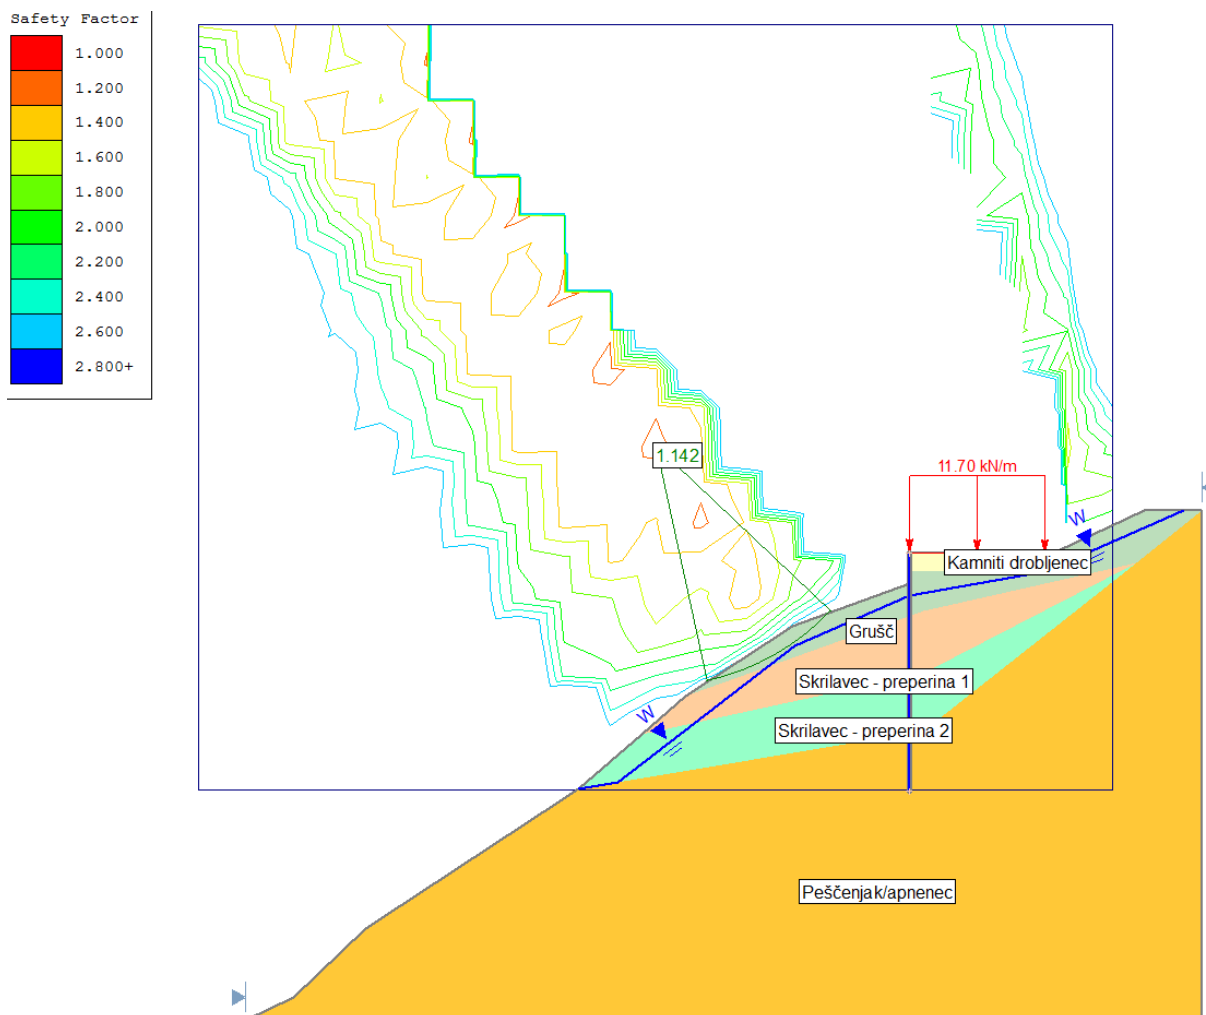 Safety Factor
1.000
1.200
1.400
1.600
1.800
2.000
2.200
2.400
2.600
2.800+
1.142
11.70 kN/m
W
Kamniti drobljenec
Grušč
Skrilavec - preperina 1
W
Skrilavec - preperina 2
Peščenjak/apnenec